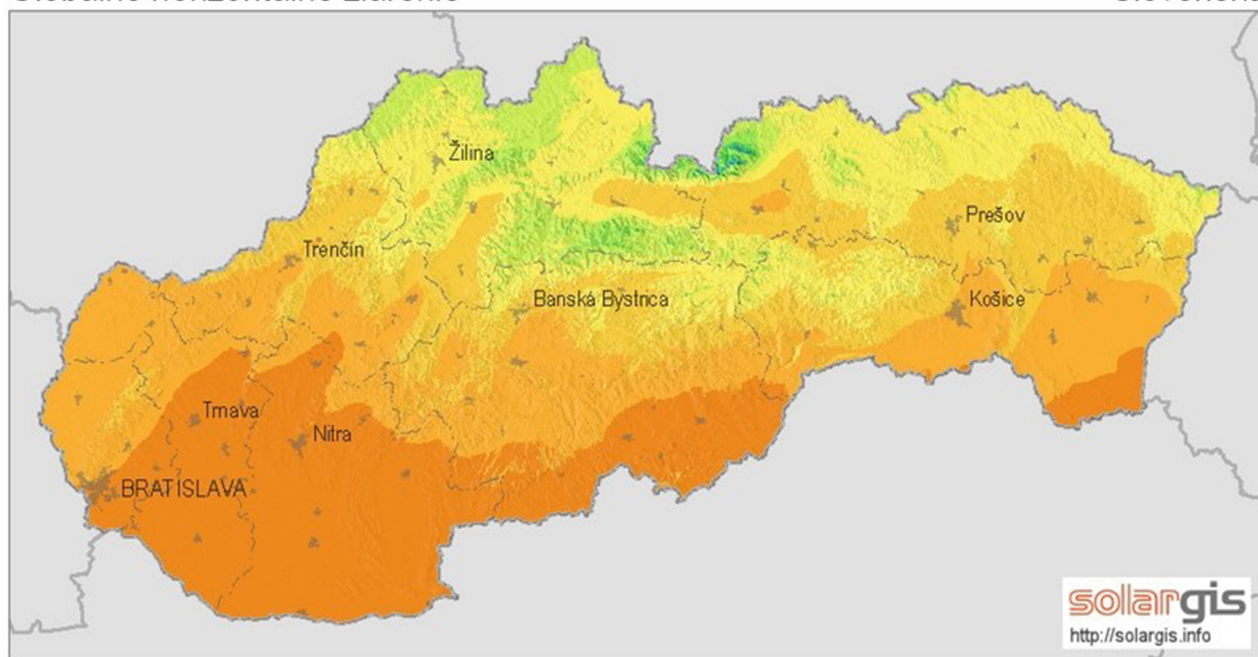 Žilina
Prešov
Trenčín
Banská Bystrica
Košice
Trnava
Nitra
BRATISLAVA
solargis
http://solargis.info